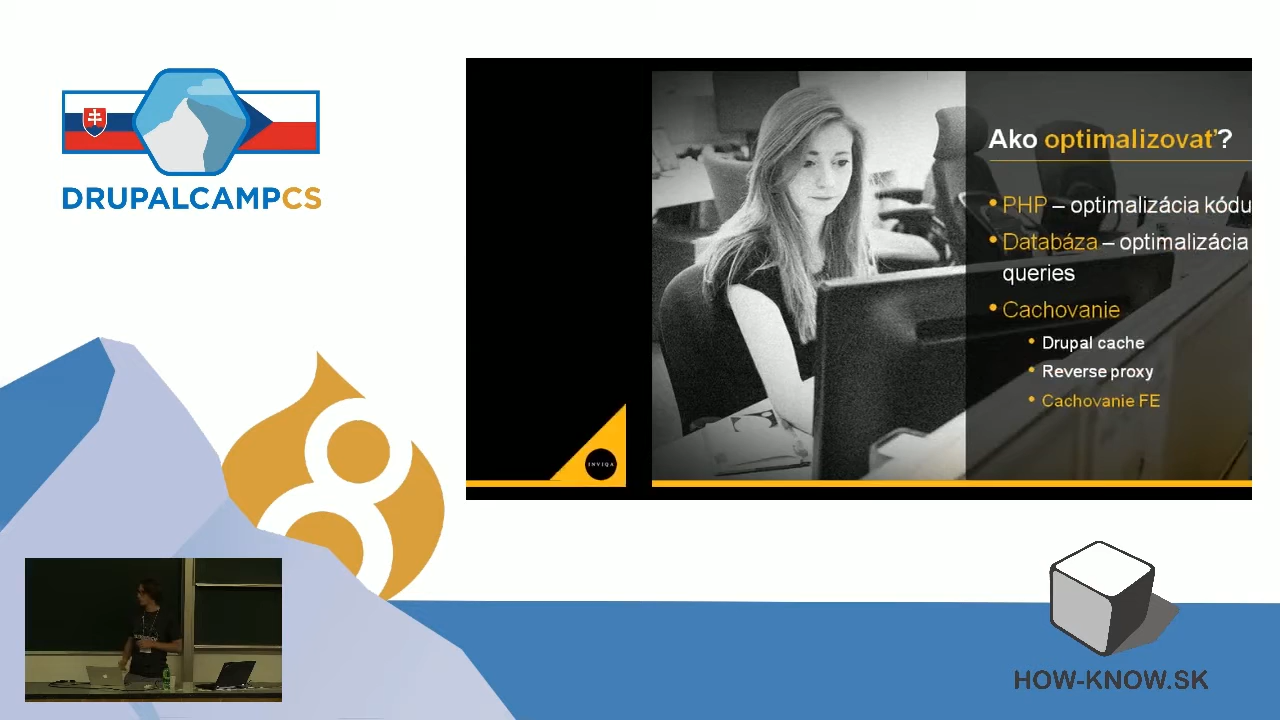 DRUPALCAMPCS
Ako optimalizovať?
• PHP – optimalizácia kódu
• Databáza – optimalizácia
queries
• Cachovanie
• Drupal cache
• Reverse proxy
• Cachovanie FE
INVIQA
HOW-KNOW.SK